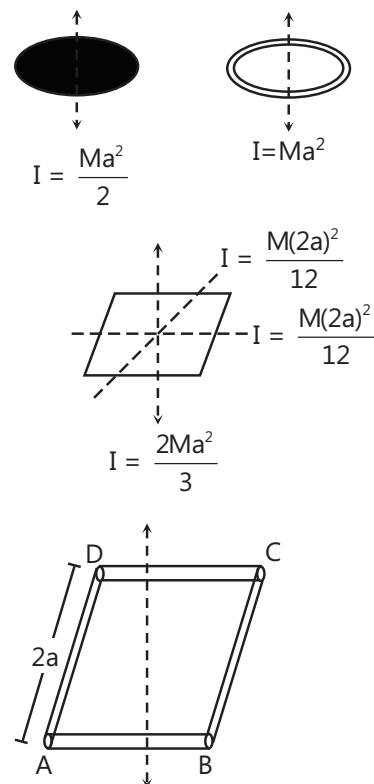 I = Ma²/2
I=Ma²
I = M(2a)²/12
I = M(2a)²/12
I = 2Ma²/3
D C
2a
A B